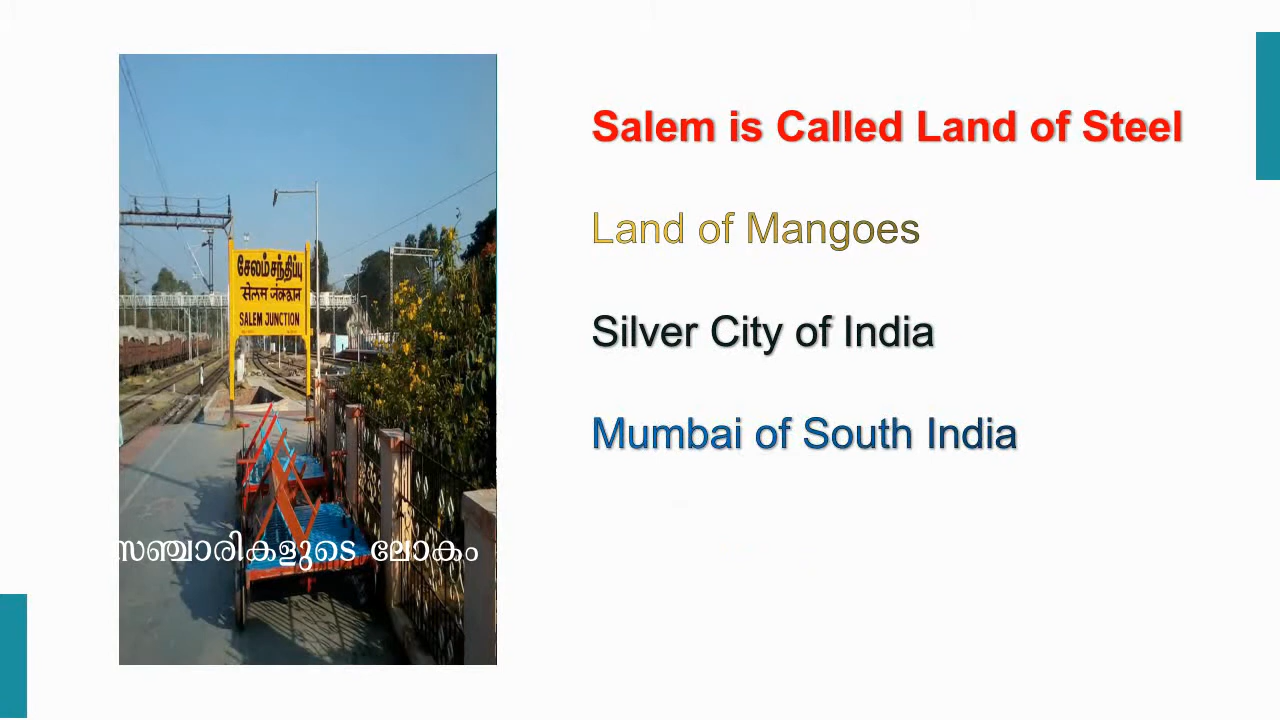 Salem is Called Land of Steel
Land of Mangoes
Silver City of India
Mumbai of South India
சேலம் சந்திப்பு
सेलम जंक्शन
SALEM JUNCTION
സഞ്ചാരികളുടെ ലോകം